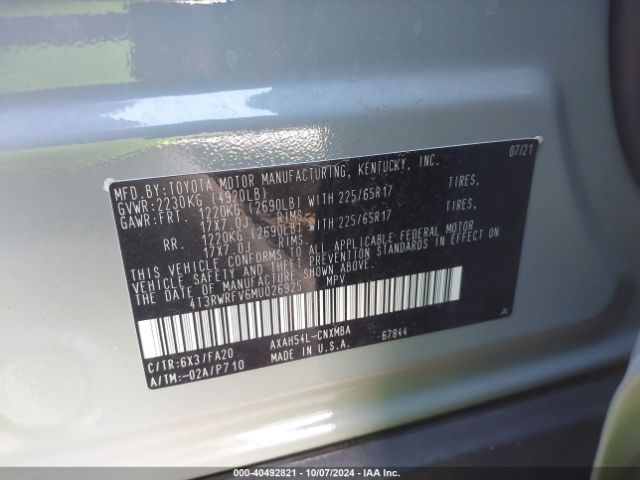 MFD.BY:TOYOTA MOTOR MANUFACTURING, KENTUCKY, INC. 07/21
GVWR:2230KG (4920LB)
GAWR:FRT. 1220KG (2690LB) WITH 225/65R17 TIRES,
17X7.0J RIMS.
RR. 1220KG (2690LB) WITH 225/65R17 TIRES,
17X7.0J RIMS.
THIS VEHICLE CONFORMS TO ALL APPLICABLE FEDERAL MOTOR
VEHICLE SAFETY AND THEFT PREVENTION STANDARDS IN EFFECT ON
THE DATE OF MANUFACTURE SHOWN ABOVE.
4T3RWRFV6MU026925 MPV
C/TR:6X3/FA20 AXAH54L-CNXMBA 67844 A
A/TM:-02A/P710 MADE IN U.S.A.
000-40492821 - 10/07/2024 - IAA Inc.